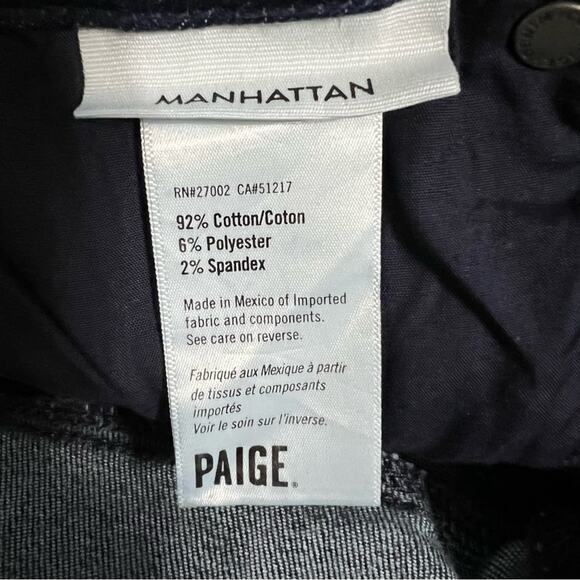 MANHATTAN
RN#27002 CA#51217
92% Cotton/Coton
6% Polyester
2% Spandex
Made in Mexico of Imported
fabric and components.
See care on reverse.
Fabriqué aux Mexique à partir
de tissus et composants
importés
Voir le soin sur l'inverse.
PAIGE.